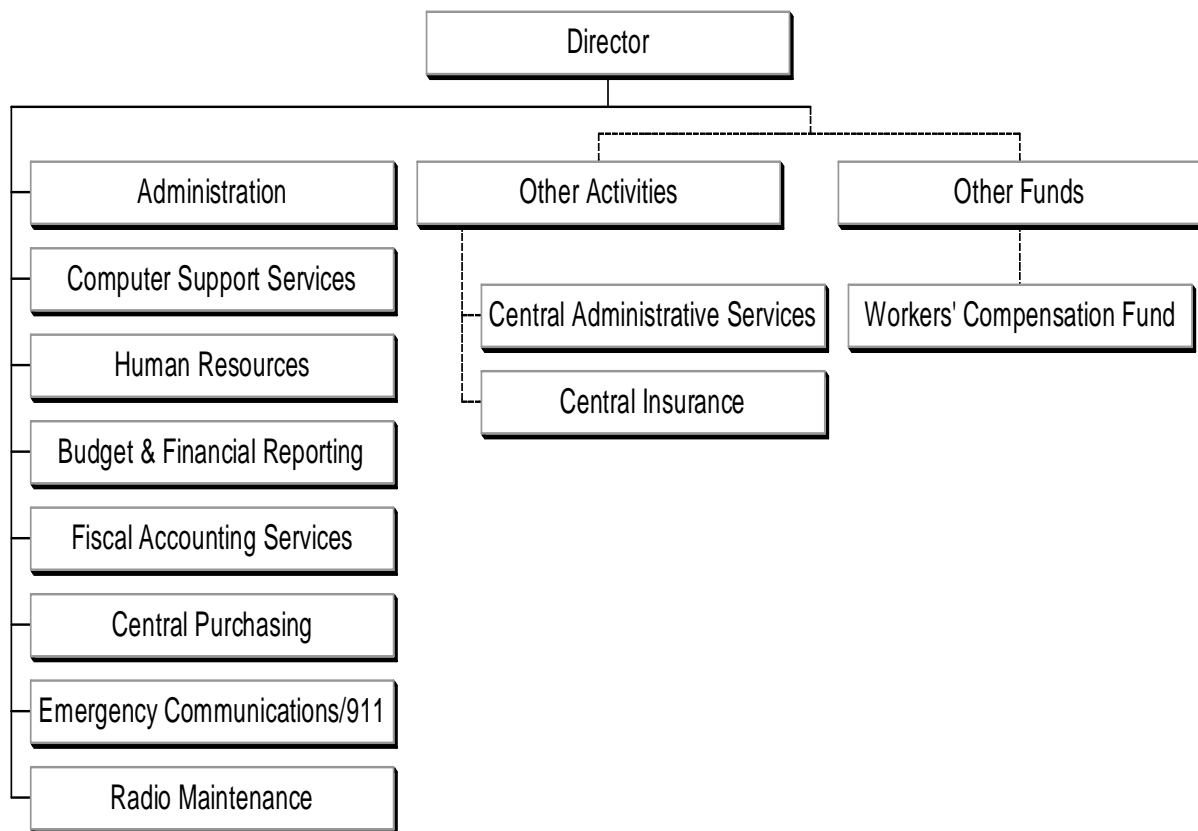 Director
Administration
Other Activities
Other Funds
Computer Support Services
Central Administrative Services
Workers' Compensation Fund
Human Resources
Central Insurance
Budget & Financial Reporting
Fiscal Accounting Services
Central Purchasing
Emergency Communications/911
Radio Maintenance